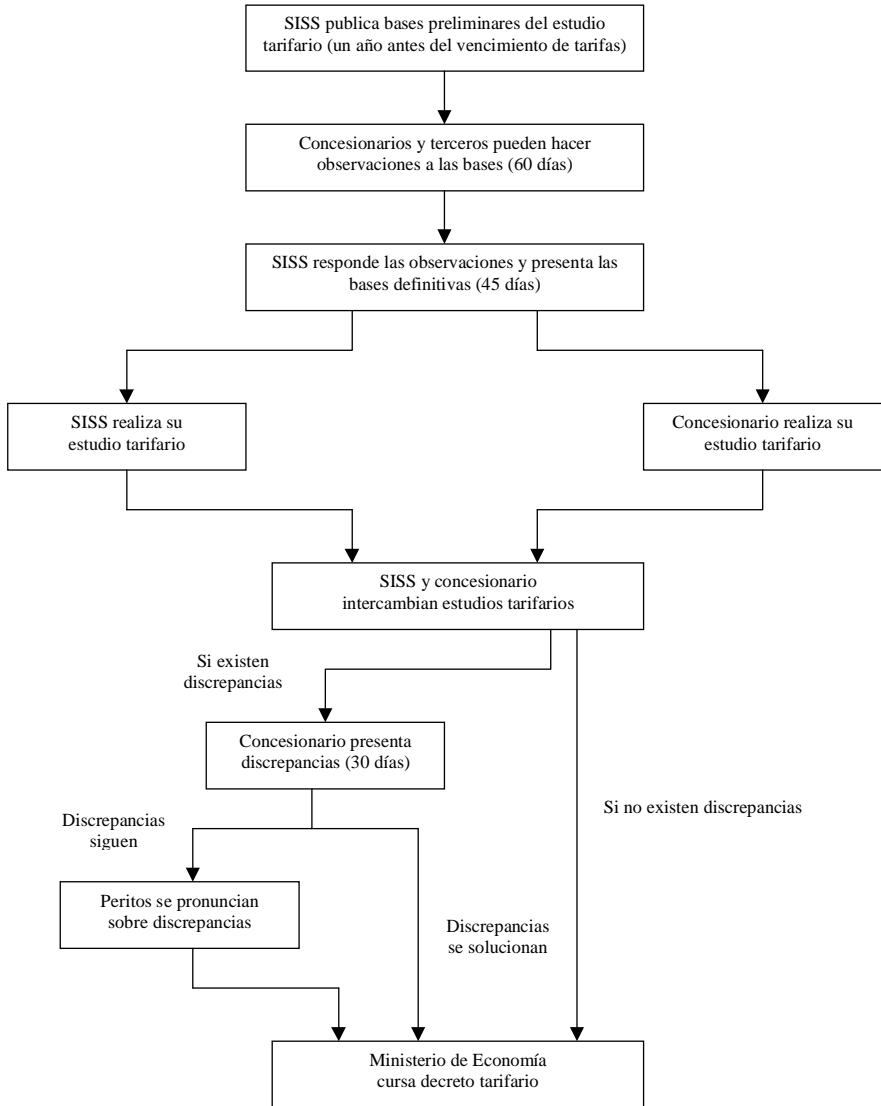 SISS publica bases preliminares del estudio
tarifario (un año antes del vencimiento de tarifas)
Concesionarios y terceros pueden hacer
observaciones a las bases (60 días)
SISS responde las observaciones y presenta las
bases definitivas (45 días)
SISS realiza su
estudio tarifario
Concesionario realiza su
estudio tarifario
SISS y concesionario
intercambian estudios tarifarios
Si existen
discrepancias
Concesionario presenta
discrepancias (30 días)
Si no existen discrepancias
Discrepancias
siguen
Peritos se pronuncian
sobre discrepancias
Discrepancias
se solucionan
Ministerio de Economía
cursa decreto tarifario